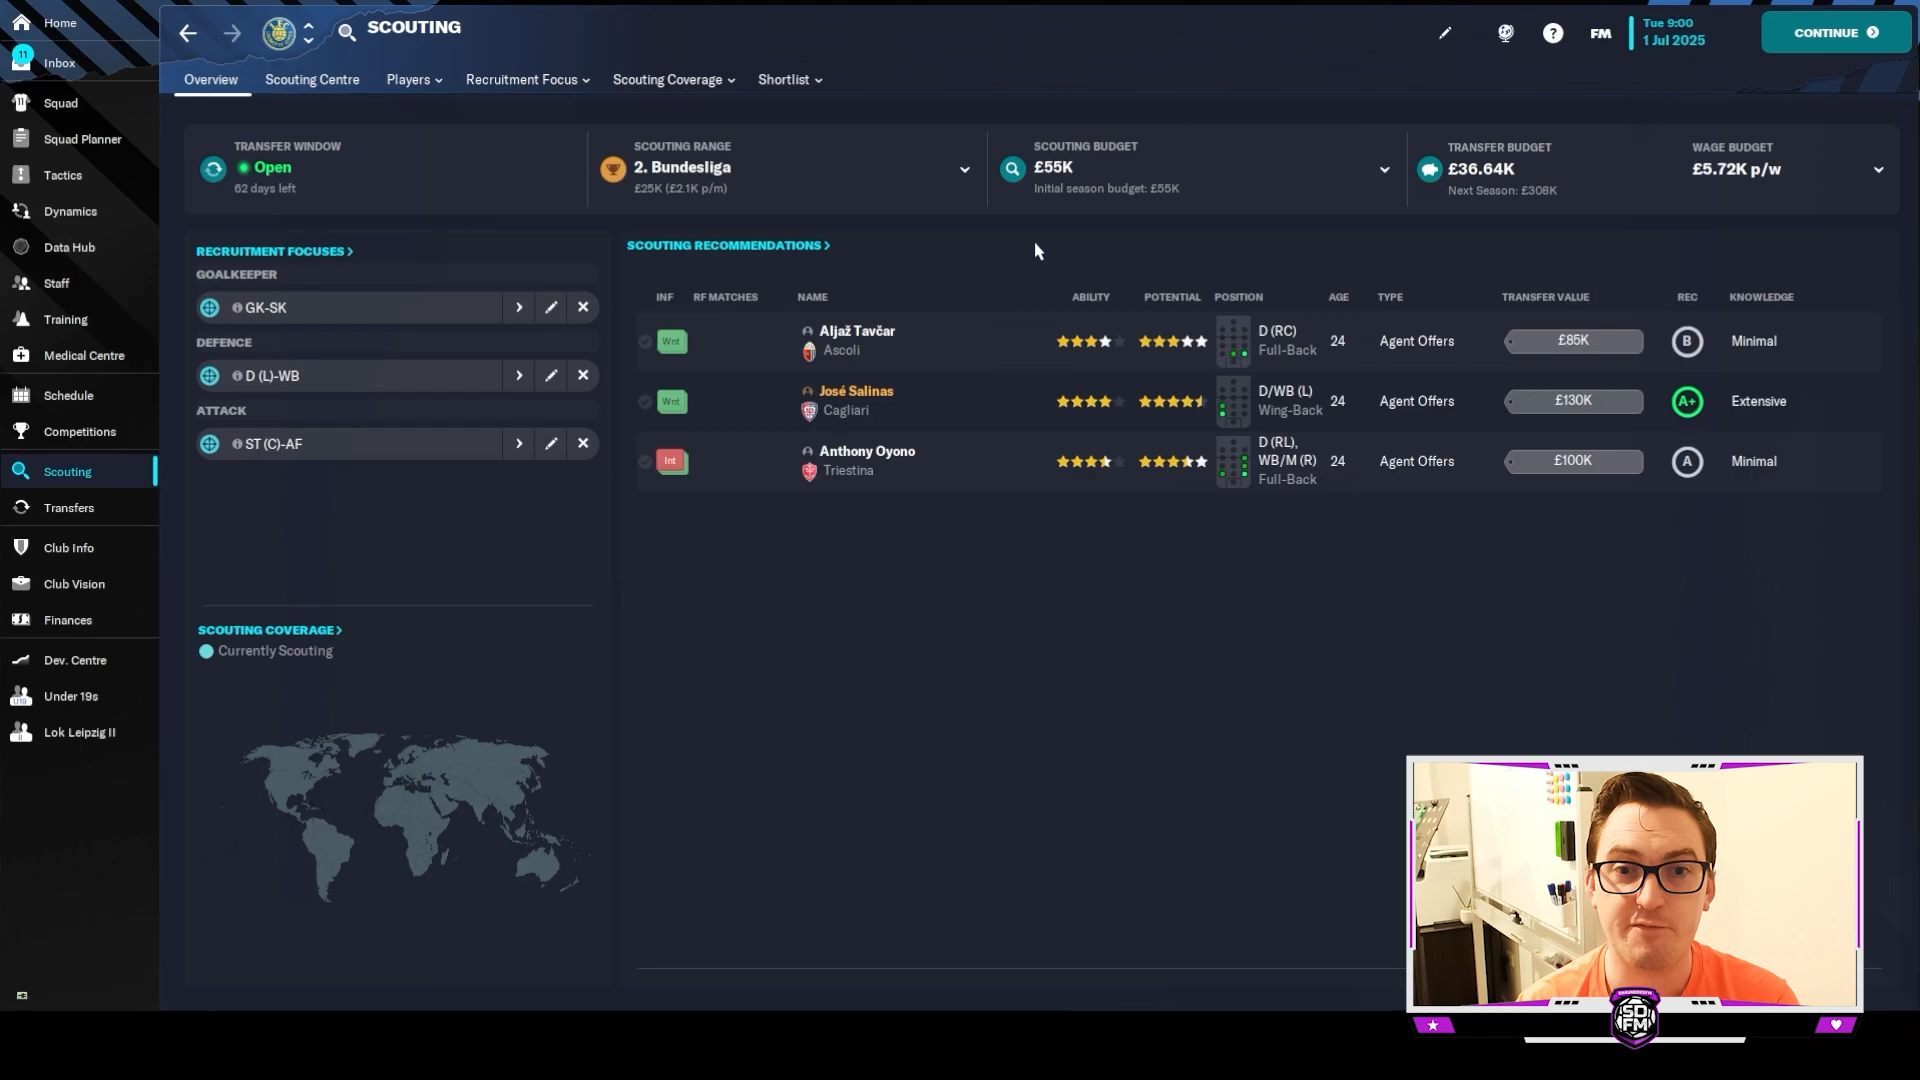 Home
11
Inbox
Squad
Squad Planner
Tactics
Dynamics
Data Hub
Staff
Training
Medical Centre
Schedule
Competitions
Scouting
Transfers
Club Info
Club Vision
Finances
Dev. Centre
U19
Under 19s
II
Lok Leipzig II
SCOUTING
FM
Tue 9:00
1 Jul 2025
CONTINUE
Overview
Scouting Centre
Players
Recruitment Focus
Scouting Coverage
Shortlist
TRANSFER WINDOW
Open
62 days left
SCOUTING RANGE
2. Bundesliga
£25K (£2.1K p/m)
SCOUTING BUDGET
£55K
Initial season budget: £55K
TRANSFER BUDGET
£36.64K
Next Season: £308K
WAGE BUDGET
£5.72K p/w
RECRUITMENT FOCUSES >
GOALKEEPER
GK-SK
DEFENCE
D (L)-WB
ATTACK
ST (C)-AF
SCOUTING COVERAGE >
Currently Scouting
SCOUTING RECOMMENDATIONS >
INF RF MATCHES NAME ABILITY POTENTIAL POSITION AGE TYPE TRANSFER VALUE REC KNOWLEDGE
Wnt
Aljaž Tavčar
Ascoli
D (RC)
Full-Back
24 Agent Offers £85K B Minimal
Wnt
José Salinas
Cagliari
D/WB (L)
Wing-Back
24 Agent Offers £130K A+ Extensive
Int
Anthony Oyono
Triestina
D (RL),
WB/M (R)
Full-Back
24 Agent Offers £100K A Minimal
SD
FM